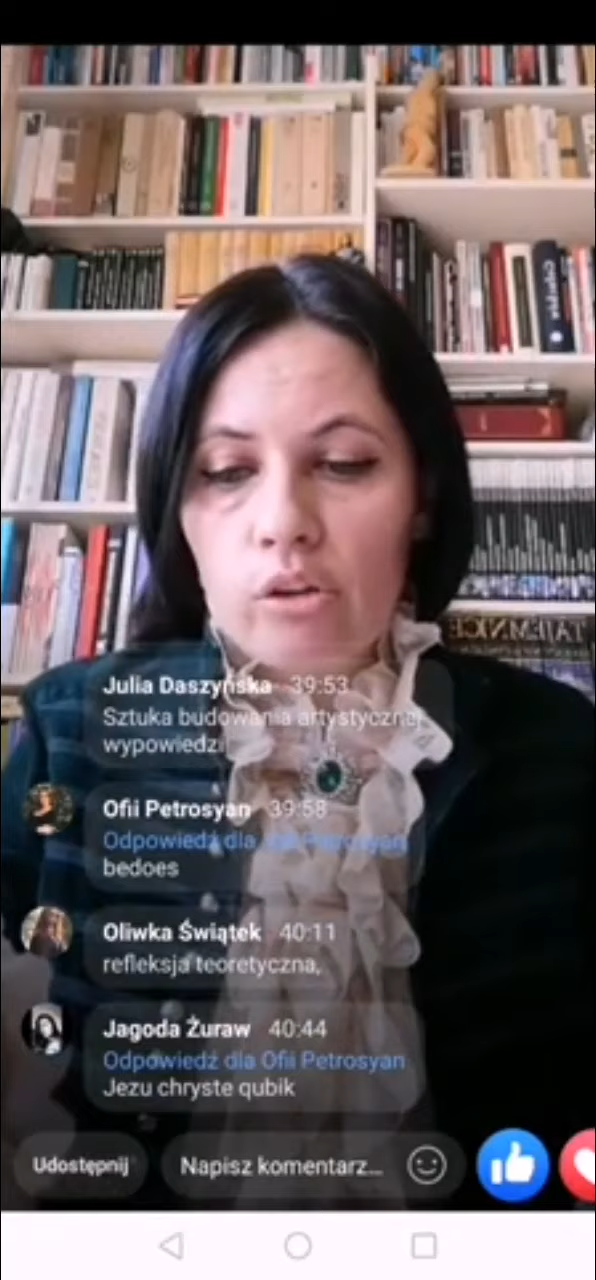 TAJEMNICE
Julia Daszyńska 39:53
Sztuka budowania artystycznej
wypowiedzi
Ofii Petrosyan 39:58
Odpowiedź dla Ofii Petrosyan
bedoes
Oliwka Świątek 40:11
refleksja teoretyczna,
Jagoda Żuraw 40:44
Odpowiedź dla Ofii Petrosyan
Jezu chryste qubik
Udostępnij
Napisz komentarz...